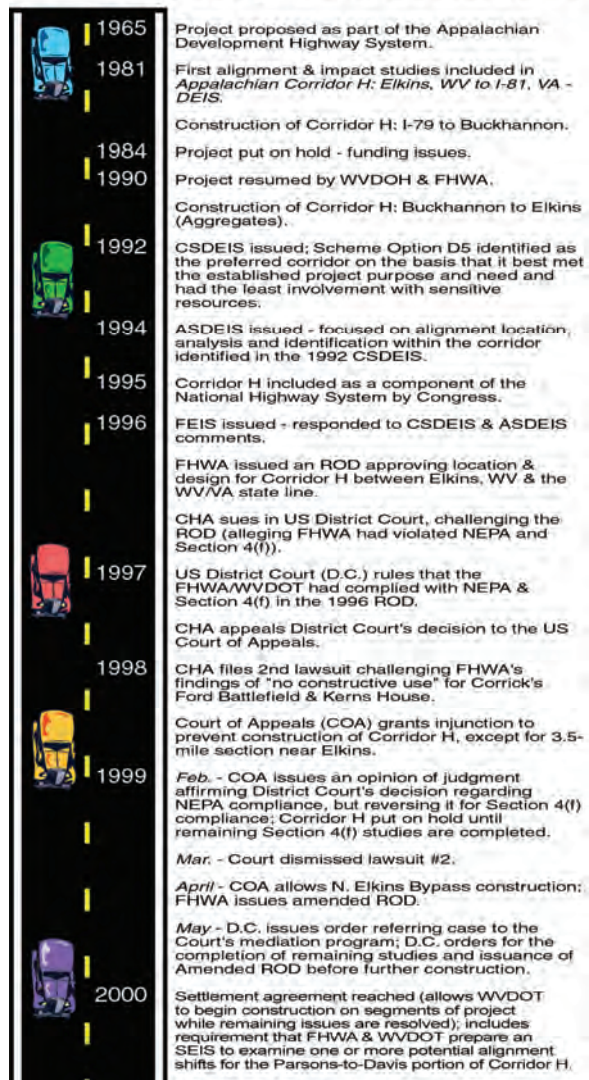 1965 Project proposed as part of the Appalachian
Development Highway System.
1981 First alignment & impact studies included in
Appalachian Corridor H: Elkins, WV to I-81, VA -
DEIS.
Construction of Corridor H: I-79 to Buckhannon.
1984 Project put on hold - funding issues.
1990 Project resumed by WVDOH & FHWA.
Construction of Corridor H: Buckhannon to Elkins
(Aggregates).
1992 CSDEIS issued; Scheme Option D5 identified as
the preferred corridor on the basis that it best met
the established project purpose and need and
had the least involvement with sensitive
resources.
1994 ASDEIS issued - focused on alignment location,
analysis and identification within the corridor
identified in the 1992 CSDEIS.
1995 Corridor H included as a component of the
National Highway System by Congress.
1996 FEIS issued - responded to CSDEIS & ASDEIS
comments.
FHWA issued an ROD approving location &
design for Corridor H between Elkins, WV & the
WV/VA state line.
CHA sues in US District Court, challenging the
ROD (alleging FHWA had violated NEPA and
Section 4(f)).
1997 US District Court (D.C.) rules that the
FHWA/WVDOT had complied with NEPA &
Section 4(f) in the 1996 ROD.
CHA appeals District Court's decision to the US
Court of Appeals.
1998 CHA files 2nd lawsuit challenging FHWA's
findings of "no constructive use" for Corrick's
Ford Battlefield & Kerns House.
Court of Appeals (COA) grants injunction to
prevent construction of Corridor H, except for 3.5-
mile section near Elkins.
1999 Feb. - COA issues an opinion of judgment
affirming District Court's decision regarding
NEPA compliance, but reversing it for Section 4(f)
compliance; Corridor H put on hold until
remaining Section 4(f) studies are completed.
Mar. - Court dismissed lawsuit #2.
April - COA allows N. Elkins Bypass construction;
FHWA issues amended ROD.
May - D.C. issues order referring case to the
Court's mediation program; D.C. orders for the
completion of remaining studies and issuance of
Amended ROD before further construction.
2000 Settlement agreement reached (allows WVDOT
to begin construction on segments of project
while remaining issues are resolved); includes
requirement that FHWA & WVDOT prepare an
SEIS to examine one or more potential alignment
shifts for the Parsons-to-Davis portion of Corridor H.